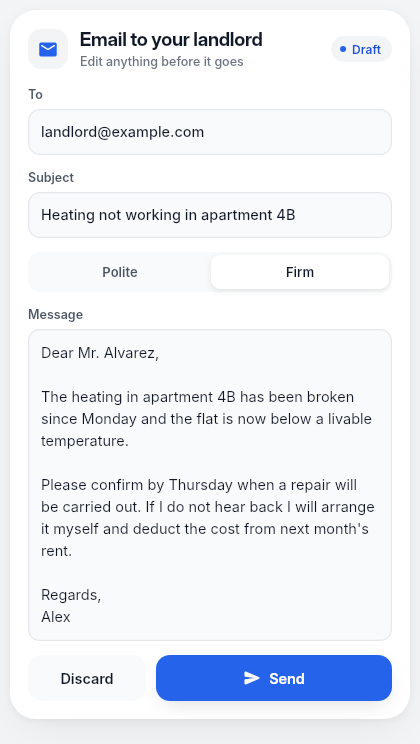 Email to your landlord
Edit anything before it goes
Draft
To
landlord@example.com
Subject
Heating not working in apartment 4B
Polite
Firm
Message
Dear Mr. Alvarez,
The heating in apartment 4B has been broken
since Monday and the flat is now below a livable
temperature.
Please confirm by Thursday when a repair will
be carried out. If I do not hear back I will arrange
it myself and deduct the cost from next month's
rent.
Regards,
Alex
Discard
Send